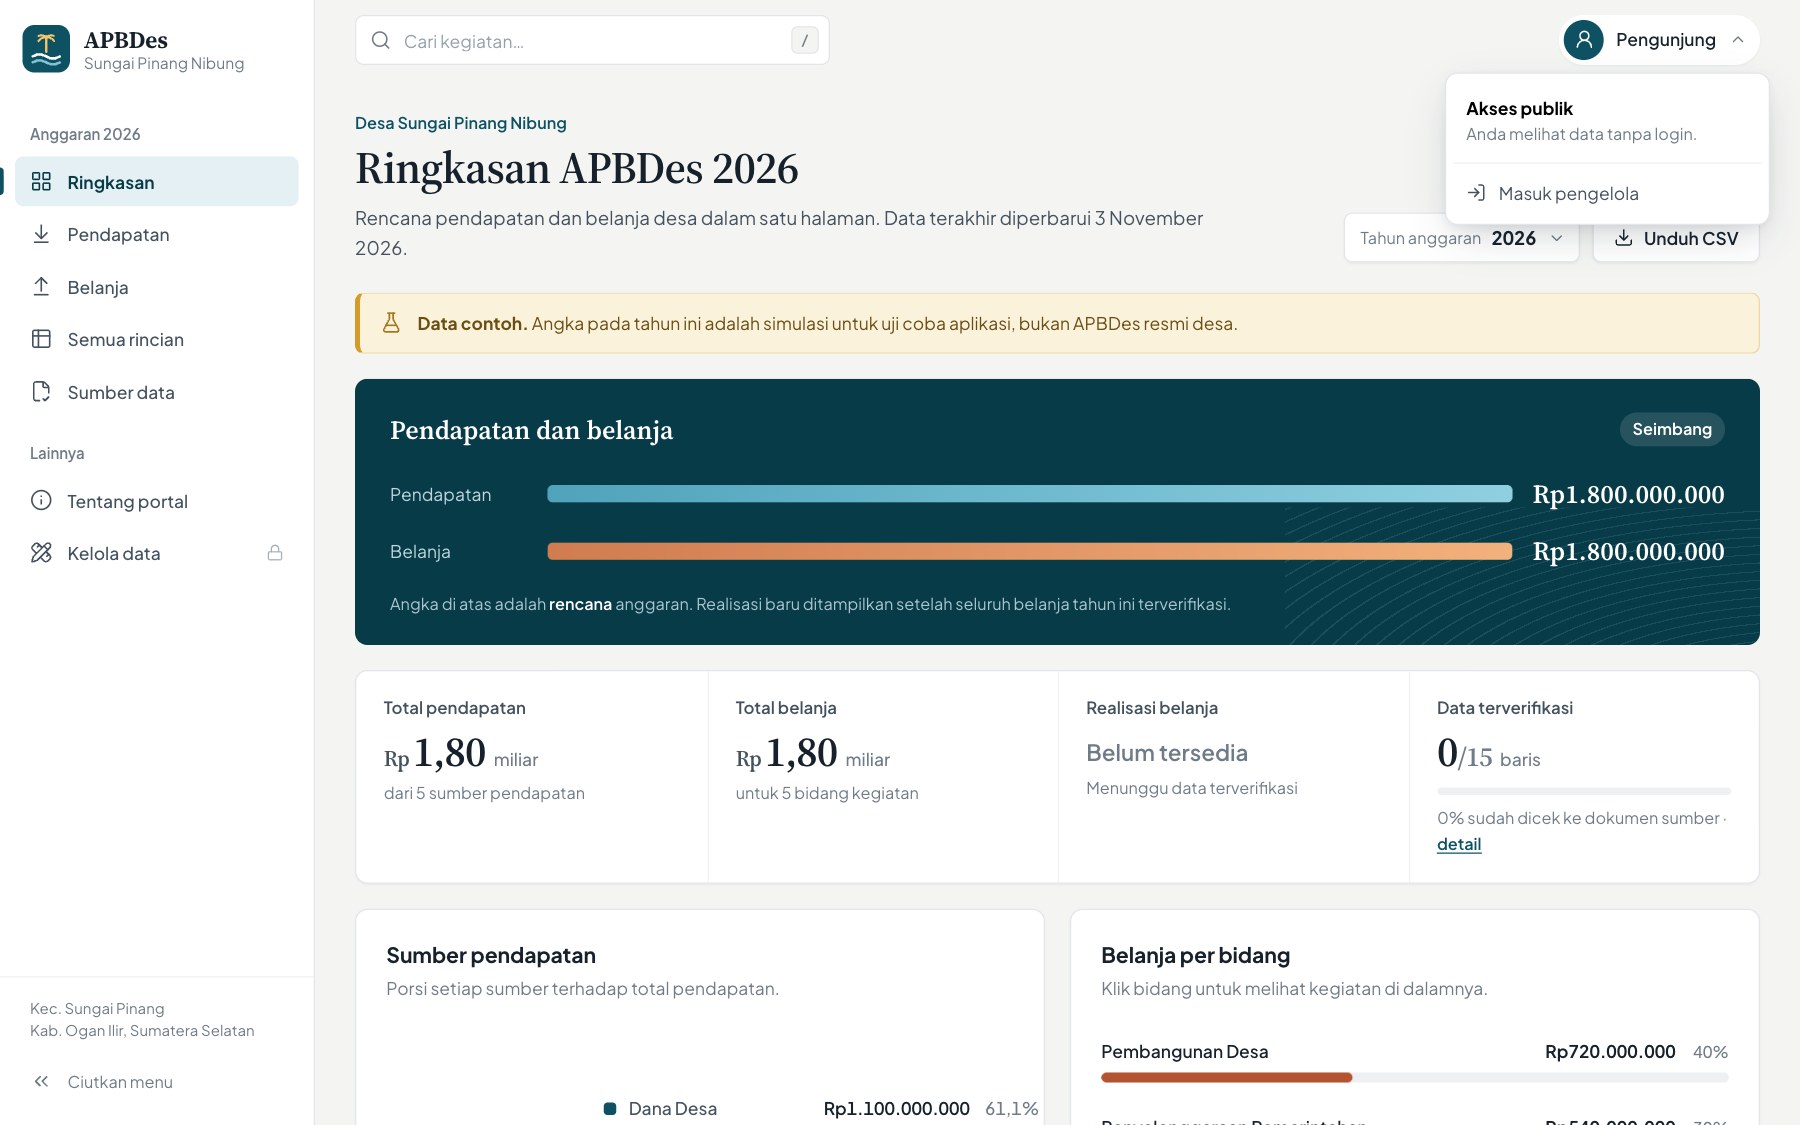 APBDes
Sungai Pinang Nibung
Anggaran 2026
Ringkasan
Pendapatan
Belanja
Semua rincian
Sumber data
Lainnya
Tentang portal
Kelola data
Kec. Sungai Pinang
Kab. Ogan Ilir, Sumatera Selatan
Ciutkan menu
Cari kegiatan...
/
Pengunjung
Akses publik
Anda melihat data tanpa login.
Masuk pengelola
Desa Sungai Pinang Nibung
Ringkasan APBDes 2026
Rencana pendapatan dan belanja desa dalam satu halaman. Data terakhir diperbarui 3 November
2026.
Tahun anggaran 2026
Unduh CSV
Data contoh. Angka pada tahun ini adalah simulasi untuk uji coba aplikasi, bukan APBDes resmi desa.
Pendapatan dan belanja
Seimbang
Pendapatan Rp1.800.000.000
Belanja Rp1.800.000.000
Angka di atas adalah rencana anggaran. Realisasi baru ditampilkan setelah seluruh belanja tahun ini terverifikasi.
Total pendapatan
Rp 1,80 miliar
dari 5 sumber pendapatan
Total belanja
Rp 1,80 miliar
untuk 5 bidang kegiatan
Realisasi belanja
Belum tersedia
Menunggu data terverifikasi
Data terverifikasi
0/15 baris
0% sudah dicek ke dokumen sumber ·
detail
Sumber pendapatan
Porsi setiap sumber terhadap total pendapatan.
Dana Desa Rp1.100.000.000 61,1%
Belanja per bidang
Klik bidang untuk melihat kegiatan di dalamnya.
Pembangunan Desa Rp720.000.000 40%